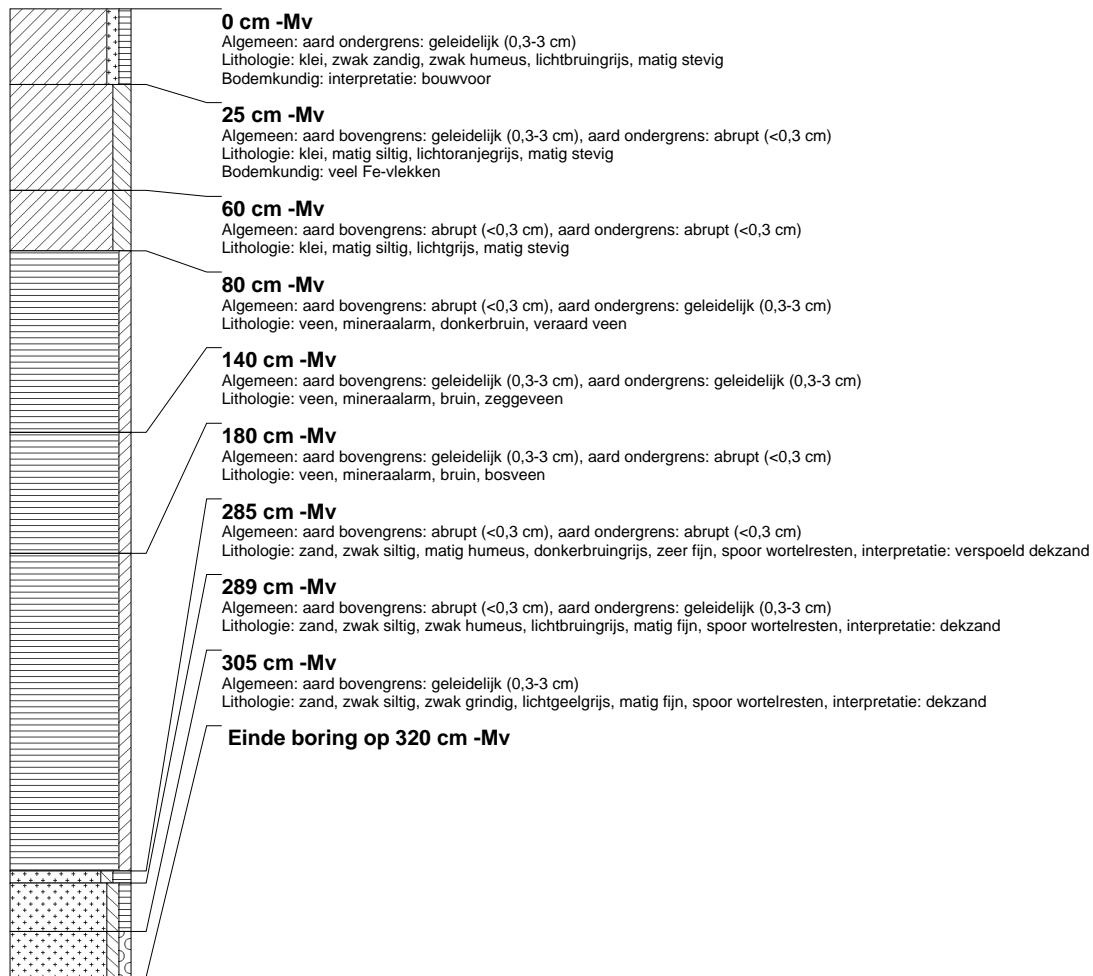 0 cm -Mv
Algemeen: aard ondergrens: geleidelijk (0,3-3 cm)
Lithologie: klei, zwak zandig, zwak humeus, lichtbruingrijs, matig stevig
Bodemkundig: interpretatie: bouwvoor
25 cm -Mv
Algemeen: aard bovengrens: geleidelijk (0,3-3 cm), aard ondergrens: abrupt (<0,3 cm)
Lithologie: klei, matig siltig, lichtoranjegrijs, matig stevig
Bodemkundig: veel Fe-vlekken
60 cm -Mv
Algemeen: aard bovengrens: abrupt (<0,3 cm), aard ondergrens: abrupt (<0,3 cm)
Lithologie: klei, matig siltig, lichtgrijs, matig stevig
80 cm -Mv
Algemeen: aard bovengrens: abrupt (<0,3 cm), aard ondergrens: geleidelijk (0,3-3 cm)
Lithologie: veen, mineraalarm, donkerbruin, veraard veen
140 cm -Mv
Algemeen: aard bovengrens: geleidelijk (0,3-3 cm), aard ondergrens: geleidelijk (0,3-3 cm)
Lithologie: veen, mineraalarm, bruin, zeggeveen
180 cm -Mv
Algemeen: aard bovengrens: geleidelijk (0,3-3 cm), aard ondergrens: abrupt (<0,3 cm)
Lithologie: veen, mineraalarm, bruin, bosveen
285 cm -Mv
Algemeen: aard bovengrens: abrupt (<0,3 cm), aard ondergrens: abrupt (<0,3 cm)
Lithologie: zand, zwak siltig, matig humeus, donkerbruingrijs, zeer fijn, spoor wortelresten, interpretatie: verspoeld dekzand
289 cm -Mv
Algemeen: aard bovengrens: abrupt (<0,3 cm), aard ondergrens: geleidelijk (0,3-3 cm)
Lithologie: zand, zwak siltig, zwak humeus, lichtbruingrijs, matig fijn, spoor wortelresten, interpretatie: dekzand
305 cm -Mv
Algemeen: aard bovengrens: geleidelijk (0,3-3 cm)
Lithologie: zand, zwak siltig, zwak grindig, lichtgeelgrijs, matig fijn, spoor wortelresten, interpretatie: dekzand
Einde boring op 320 cm -Mv